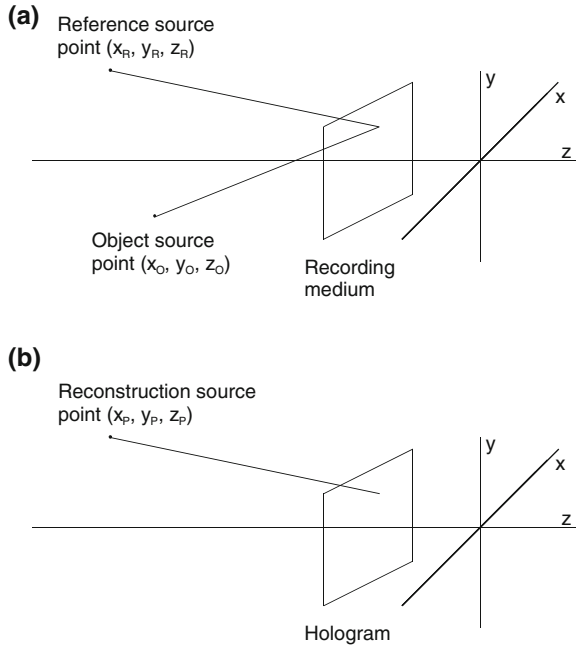 (a)
Reference source
point (x_R, y_R, z_R)
y
x
z
Object source
point (x_O, y_O, z_O)
Recording
medium
(b)
Reconstruction source
point (x_P, y_P, z_P)
y
x
z
Hologram